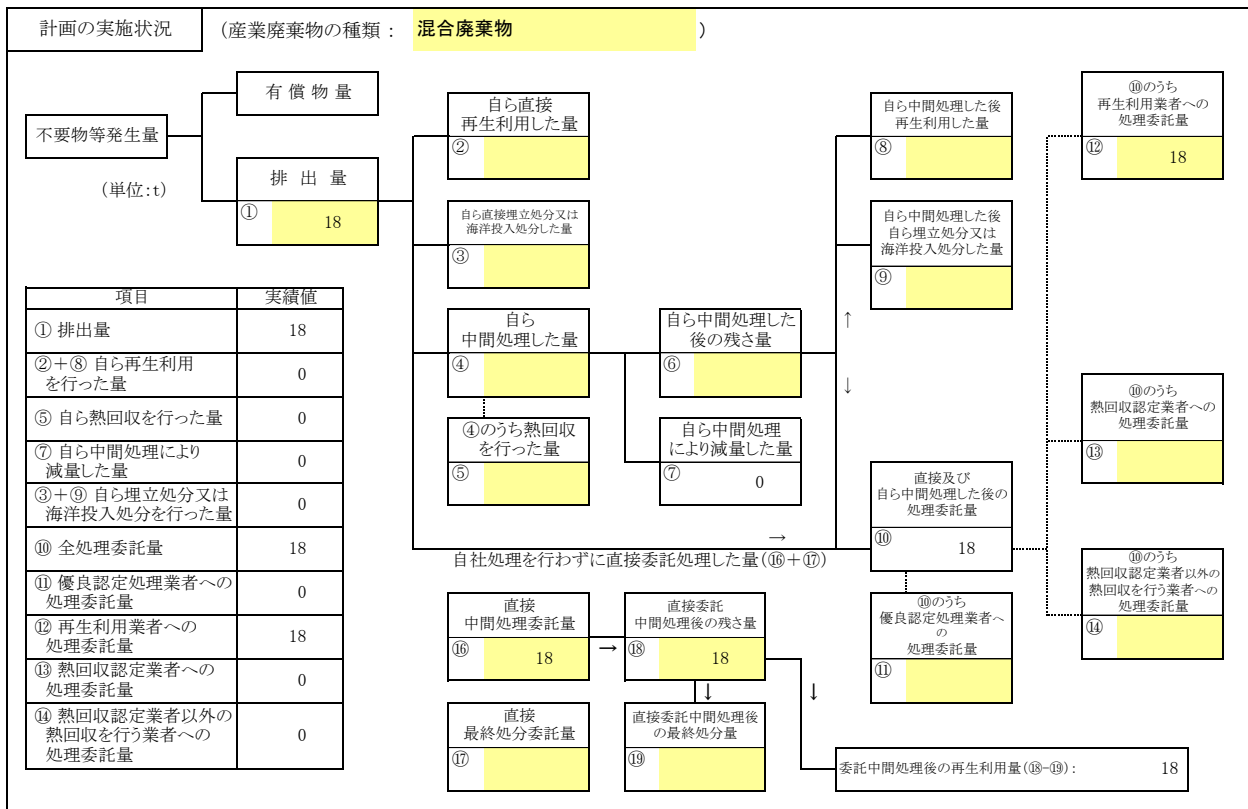 計画の実施状況
(産業廃棄物の種類： 混合廃棄物 )
不要物等発生量
(単位:t)
有 償 物 量
排 出 量
① 18
自ら直接
再生利用した量
②
自ら直接埋立処分又は
海洋投入処分した量
③
自ら
中間処理した量
④
④のうち熱回収
を行った量
⑤
自ら中間処理した
後の残さ量
⑥
自ら中間処理
により減量した量
⑦ 0
自ら中間処理した後
再生利用した量
⑧
自ら中間処理した後
自ら埋立処分又は
海洋投入処分した量
⑨
↑
↓
直接及び
自ら中間処理した後の
処理委託量
⑩ 18
⑩のうち
優良認定処理業者へ
の
処理委託量
⑪
⑩のうち
再生利用業者への
処理委託量
⑫ 18
⑩のうち
熱回収認定業者への
処理委託量
⑬
⑩のうち
熱回収認定業者以外の
熱回収を行う業者への
処理委託量
⑭
→
自社処理を行わずに直接委託処理した量(⑯+⑰)
直接
中間処理委託量
⑯ 18
→
直接委託
中間処理後の残さ量
⑱ 18
↓
↓
直接
最終処分委託量
⑰
直接委託中間処理後
の最終処分量
⑲
委託中間処理後の再生利用量(⑱-⑲)： 18
項目 実績値
① 排出量 18
②+⑧ 自ら再生利用
を行った量 0
⑤ 自ら熱回収を行った量 0
⑦ 自ら中間処理により
減量した量 0
③+⑨ 自ら埋立処分又は
海洋投入処分を行った量 0
⑩ 全処理委託量 18
⑪ 優良認定処理業者への
処理委託量 0
⑫ 再生利用業者への
処理委託量 18
⑬ 熱回収認定業者への
処理委託量 0
⑭ 熱回収認定業者以外の
熱回収を行う業者への
処理委託量 0